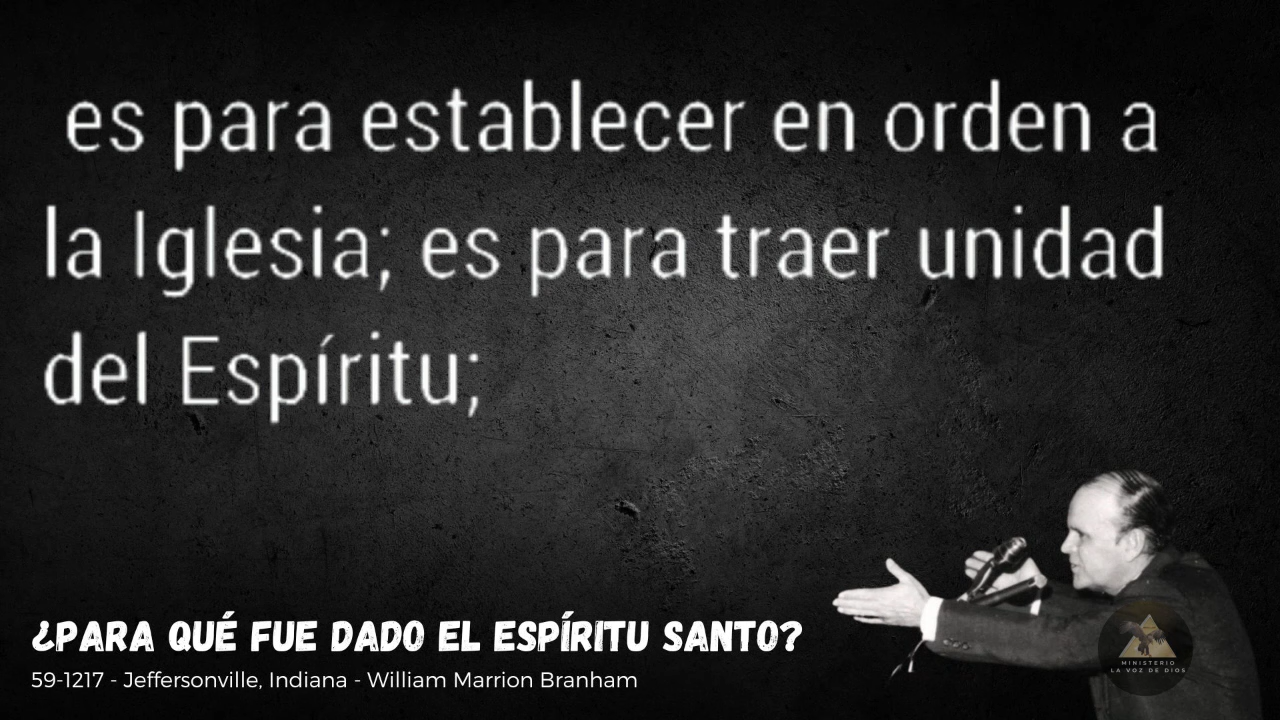 es para establecer en orden a
la Iglesia; es para traer unidad
del Espíritu;
¿PARA QUÉ FUE DADO EL ESPÍRITU SANTO?
59-1217 - Jeffersonville, Indiana - William Marrion Branham
MINISTERIO
LA VOZ DE DIOS